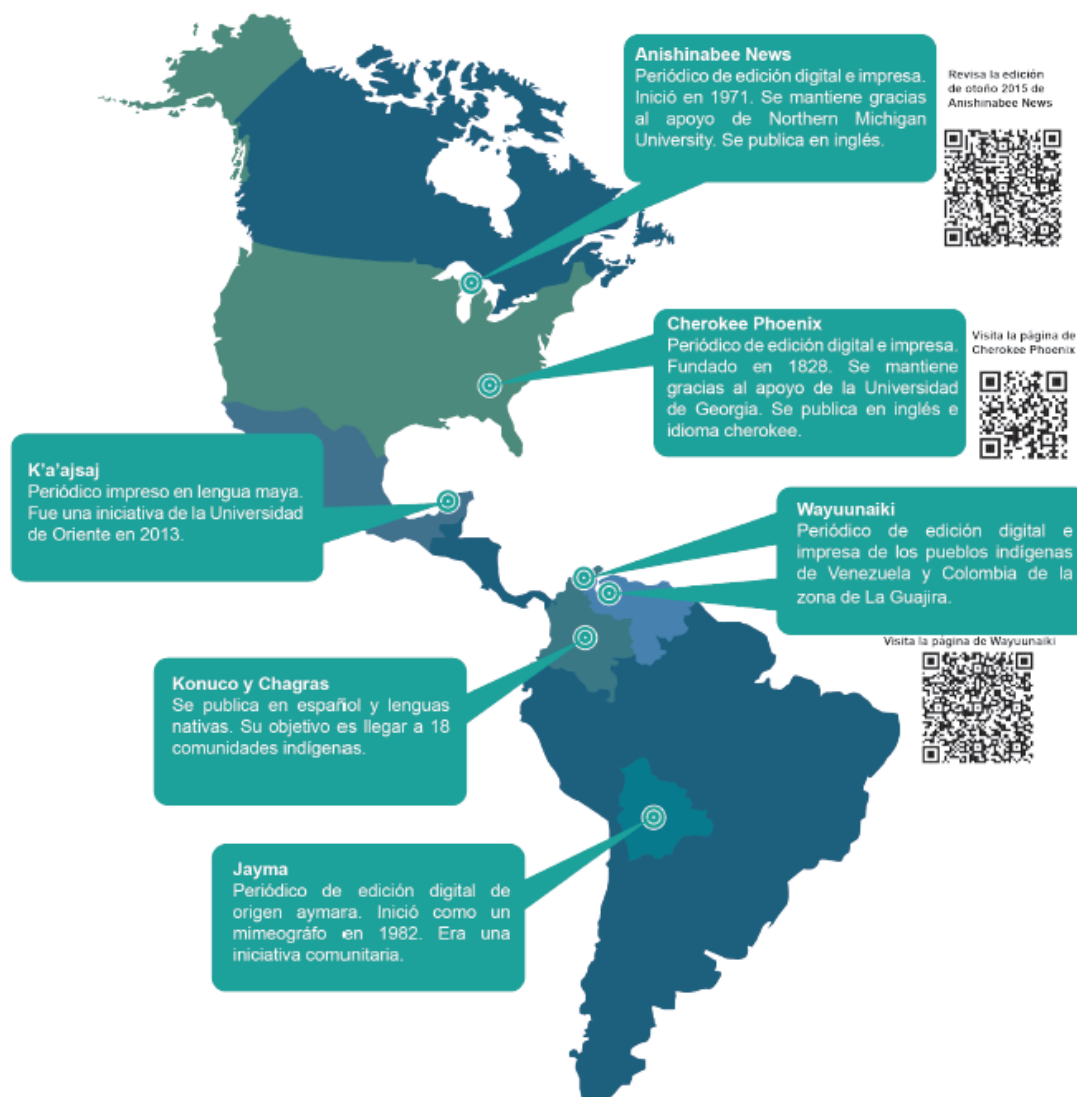 Anishinabee News
Periódico de edición digital e impresa.
Inició en 1971. Se mantiene gracias
al apoyo de Northern Michigan
University. Se publica en inglés.
Revisa la edición
de otoño 2015 de
Anishinabee News
Cherokee Phoenix
Periódico de edición digital e impresa.
Fundado en 1828. Se mantiene
gracias al apoyo de la Universidad
de Georgia. Se publica en inglés e
idioma cherokee.
Visita la página de
Cherokee Phoenix
K'a'ajsaj
Periódico impreso en lengua maya.
Fue una iniciativa de la Universidad
de Oriente en 2013.
Wayuunaiki
Periódico de edición digital e
impresa de los pueblos indígenas
de Venezuela y Colombia de la
zona de La Guajira.
Visita la página de Wayuunaiki
Konuco y Chagras
Se publica en español y lenguas
nativas. Su objetivo es llegar a 18
comunidades indígenas.
Jayma
Periódico de edición digital de
origen aymara. Inició como un
mimeográfo en 1982. Era una
iniciativa comunitaria.